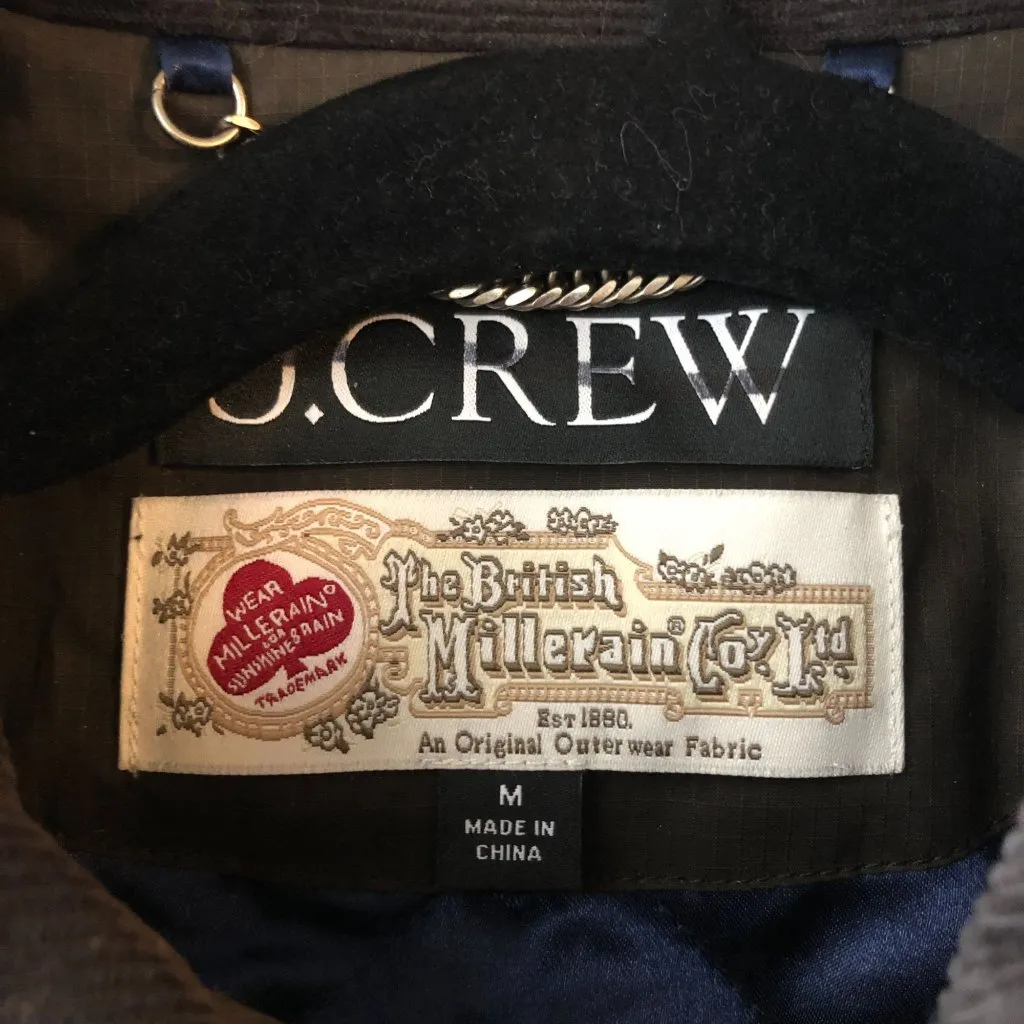 J.CREW
WEAR
MILLERAIN®
FOR
SUNSHINE & RAIN
TRADEMARK
The British
Millerain® Coy. Ltd.
EST 1880.
An Original Outerwear Fabric
M
MADE IN
CHINA